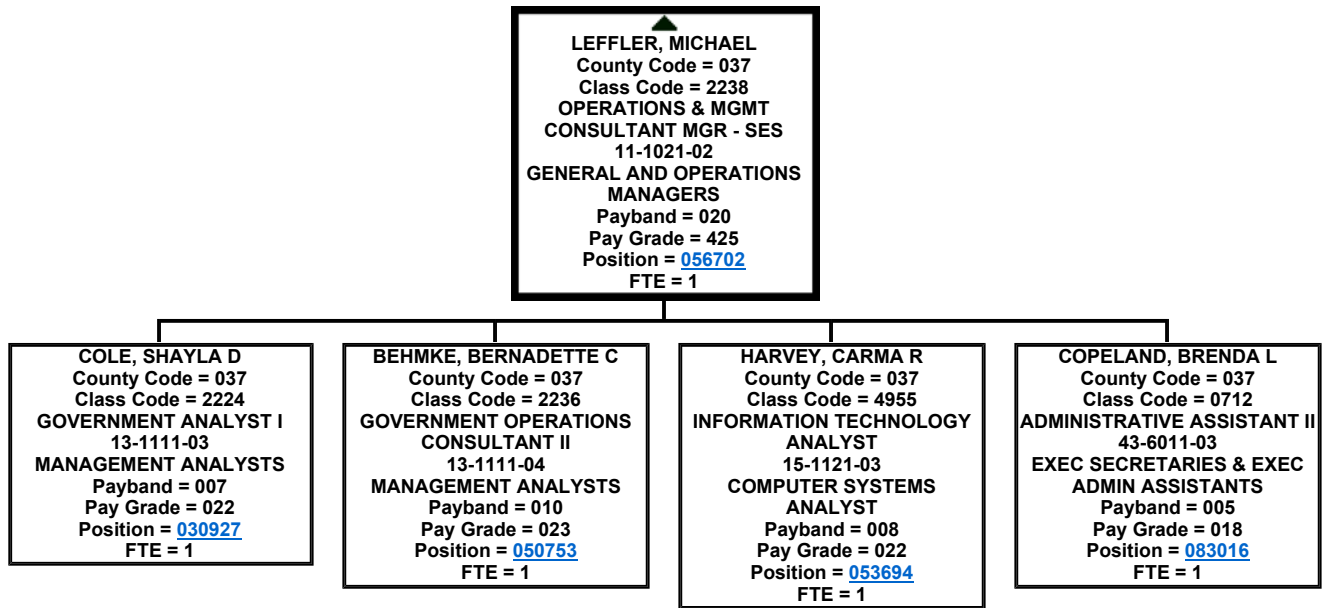 LEFFLER, MICHAEL
County Code = 037
Class Code = 2238
OPERATIONS & MGMT
CONSULTANT MGR - SES
11-1021-02
GENERAL AND OPERATIONS
MANAGERS
Payband = 020
Pay Grade = 425
Position = 056702
FTE = 1
COLE, SHAYLA D
County Code = 037
Class Code = 2224
GOVERNMENT ANALYST I
13-1111-03
MANAGEMENT ANALYSTS
Payband = 007
Pay Grade = 022
Position = 030927
FTE = 1
BEHMKE, BERNADETTE C
County Code = 037
Class Code = 2236
GOVERNMENT OPERATIONS
CONSULTANT II
13-1111-04
MANAGEMENT ANALYSTS
Payband = 010
Pay Grade = 023
Position = 050753
FTE = 1
HARVEY, CARMA R
County Code = 037
Class Code = 4955
INFORMATION TECHNOLOGY
ANALYST
15-1121-03
COMPUTER SYSTEMS
ANALYST
Payband = 008
Pay Grade = 022
Position = 053694
FTE = 1
COPELAND, BRENDA L
County Code = 037
Class Code = 0712
ADMINISTRATIVE ASSISTANT II
43-6011-03
EXEC SECRETARIES & EXEC
ADMIN ASSISTANTS
Payband = 005
Pay Grade = 018
Position = 083016
FTE = 1